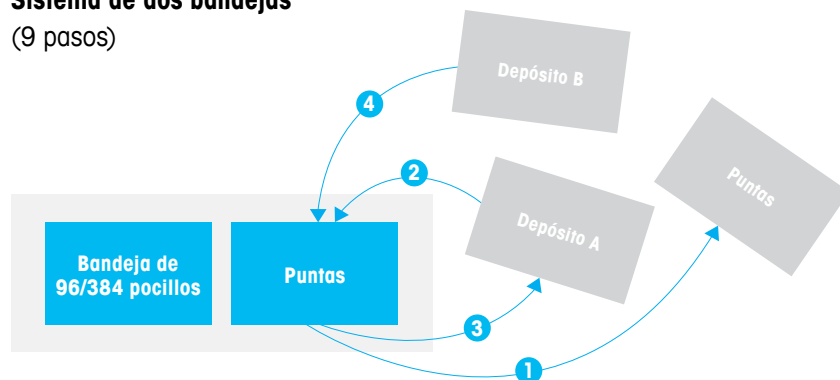 Sistema de dos bandejas
(9 pasos)
Depósito B
4
Puntas
2
Depósito A
Bandeja de
96/384 pocillos
Puntas
3
1